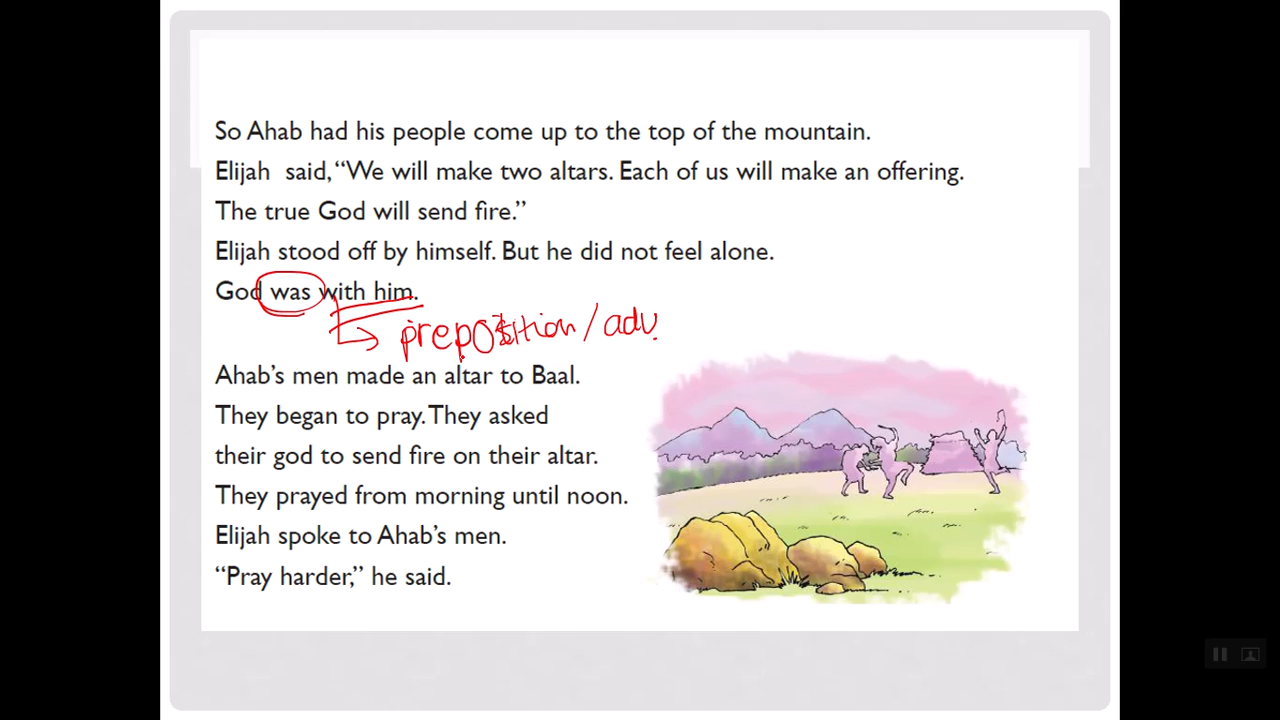 So Ahab had his people come up to the top of the mountain.
Elijah said, “We will make two altars. Each of us will make an offering.
The true God will send fire.”
Elijah stood off by himself. But he did not feel alone.
God was with him.
preposition/adv.
Ahab’s men made an altar to Baal.
They began to pray. They asked
their god to send fire on their altar.
They prayed from morning until noon.
Elijah spoke to Ahab’s men.
“Pray harder,” he said.